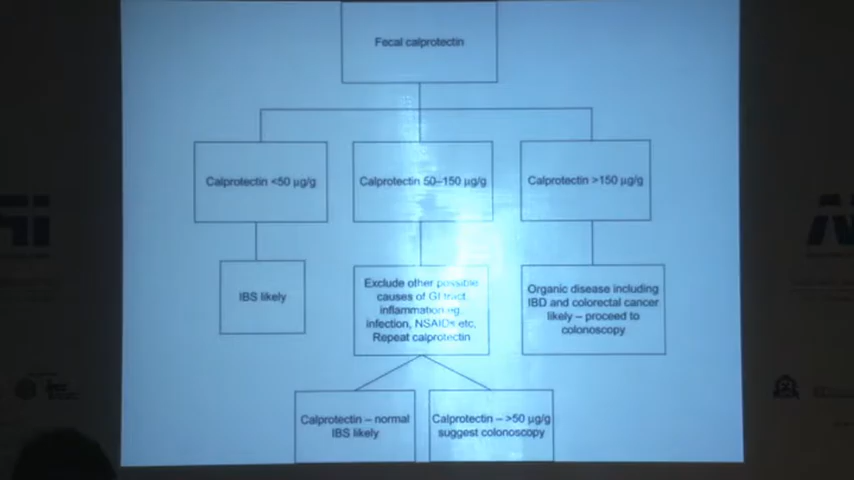 Fecal calprotectin
Calprotectin <50 µg/g
Calprotectin 50–150 µg/g
Calprotectin >150 µg/g
IBS likely
Exclude other possible
causes of GI tract
inflammation eg.
infection, NSAIDs etc.
Repeat calprotectin
Organic disease including
IBD and colorectal cancer
likely – proceed to
colonoscopy
Calprotectin – normal
IBS likely
Calprotectin – >50 µg/g
suggest colonoscopy